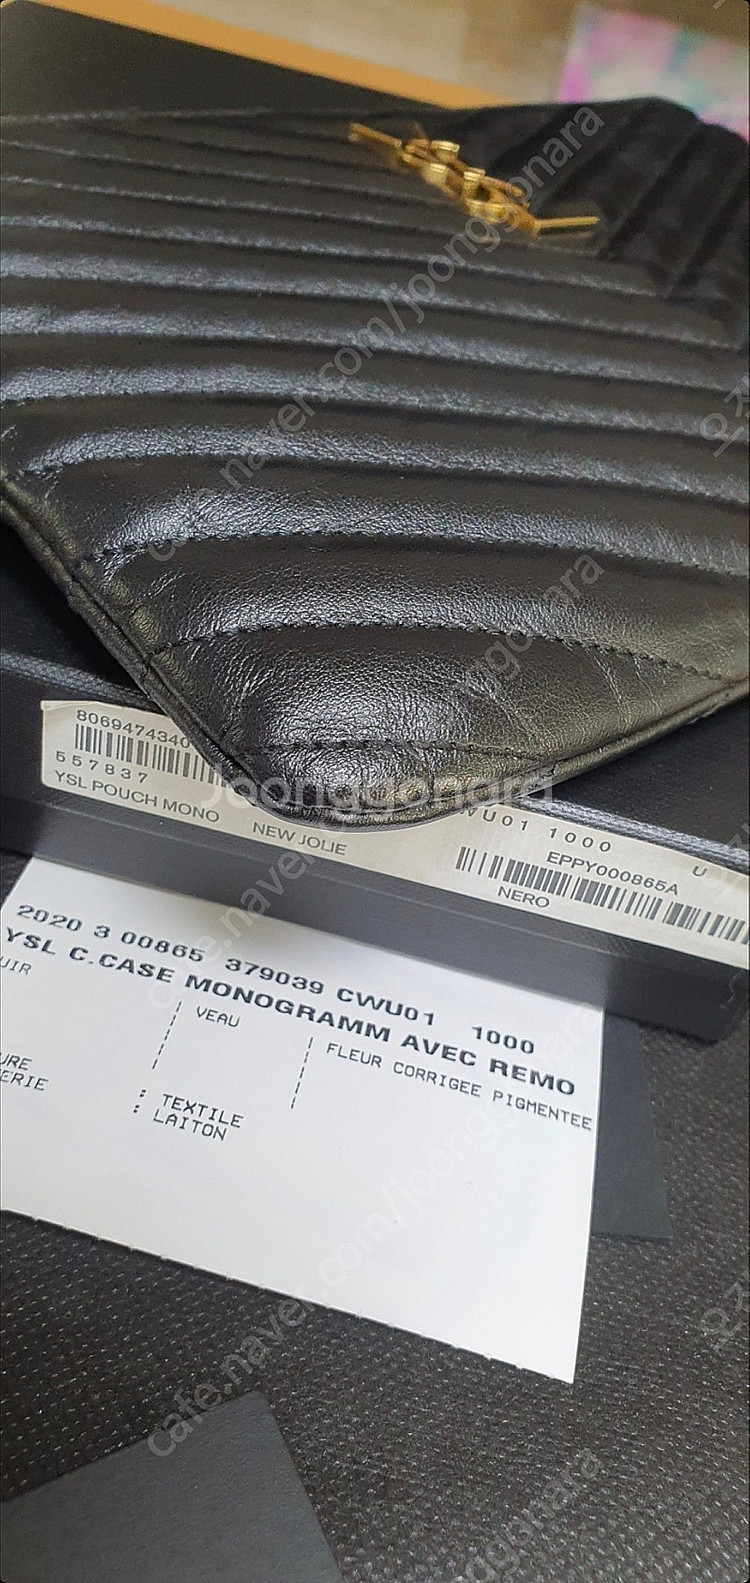 8069474340
557837
YSL POUCH MONO
NEW JOLIE
WU01 1000
U
EPPY000865A
NERO
2020 3 00865 379039 CWU01 1000
YSL C.CASE MONOGRAMM AVEC REMO
UIR
VEAU
FLEUR CORRIGEE PIGMENTEE
URE
ERIE
: TEXTILE
: LAITON
Joonggonara
cafe.naver.com/joonggonara
cafe.naver.com/joonggonara
cafe.naver.com/joonggonara